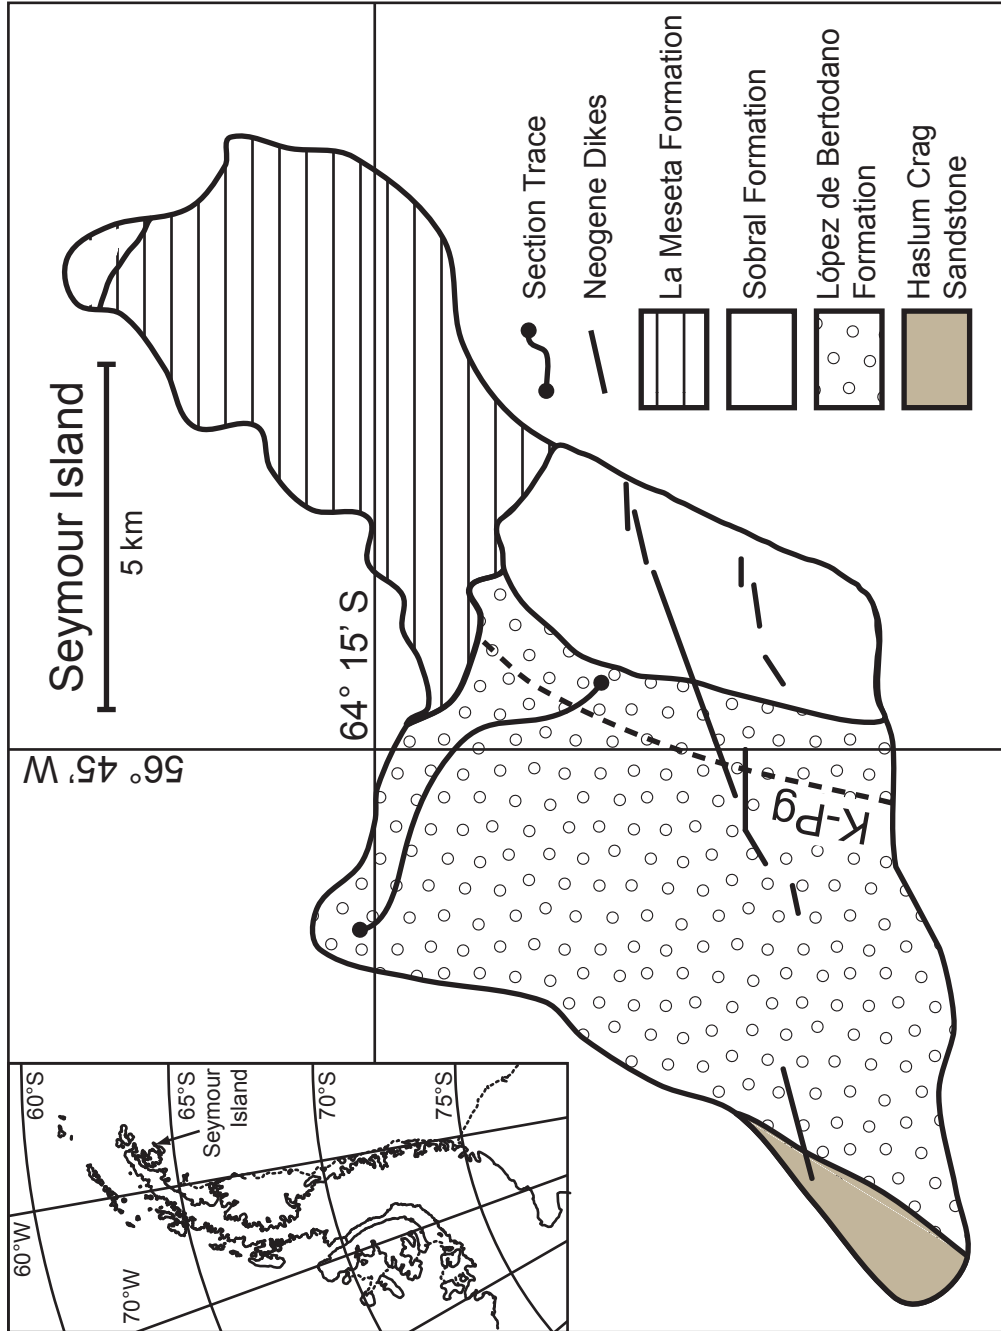 Seymour Island
5 km
64° 15' S
56° 45' W
K-Pg
Section Trace
Neogene Dikes
La Meseta Formation
Sobral Formation
López de Bertodano
Formation
Haslum Crag
Sandstone
60°S
65°S
Seymour
Island
70°S
75°S
60°W
70°W